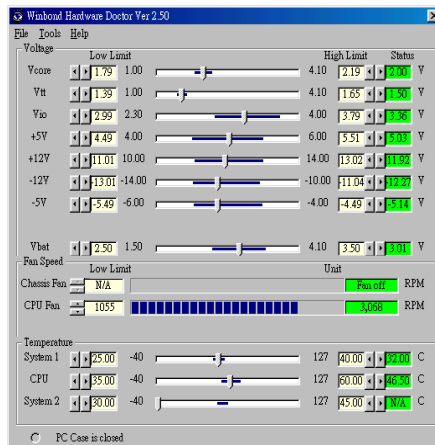 Winbond Hardware Doctor Ver 2.50
File Tools Help
Voltage Low Limit High Limit Status
Vcore 1.79 1.00 4.10 2.19 2.00 V
Vtt 1.39 1.00 4.10 1.65 1.50 V
Vio 2.99 2.30 4.00 3.79 3.36 V
+5V 4.49 4.00 6.00 5.51 5.03 V
+12V 11.01 10.00 14.00 13.02 11.92 V
-12V -13.01 -14.00 -10.00 -11.04 -12.27 V
-5V -5.49 -6.00 -4.00 -4.49 -5.14 V
Vbat 2.50 1.50 4.10 3.50 3.01 V
Fan Speed
Low Limit Unit
Chassis Fan N/A Fan off RPM
CPU Fan 1055 3,068 RPM
Temperature
System 1 25.00 -40 127 40.00 32.00 C
CPU 35.00 -40 127 60.00 46.50 C
System 2 30.00 -40 127 45.00 N/A C
PC Case is closed